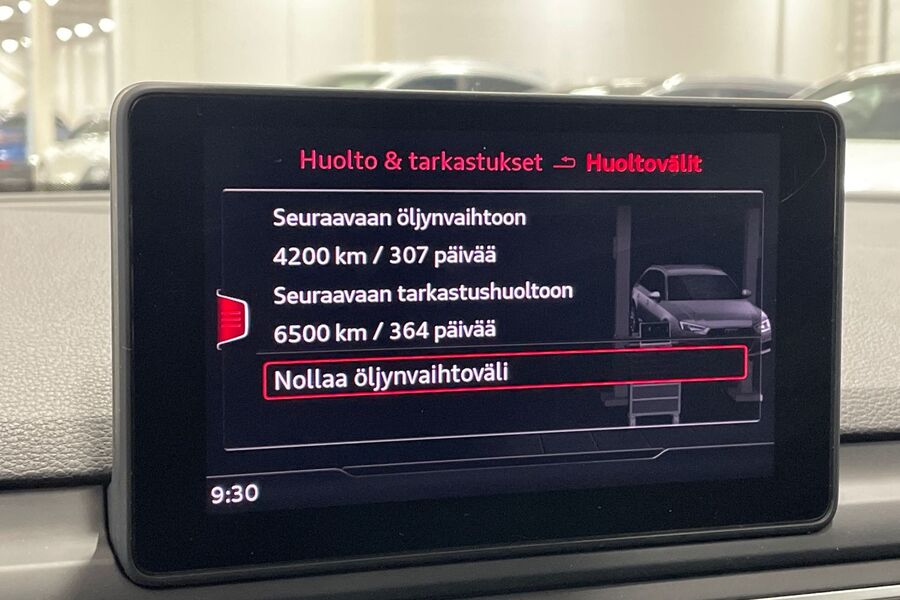 Huolto & tarkastukset Huoltovälit
Seuraavaan öljynvaihtoon
4200 km / 307 päivää
Seuraavaan tarkastushuoltoon
6500 km / 364 päivää
Nollaa öljynvaihtoväli
9:30